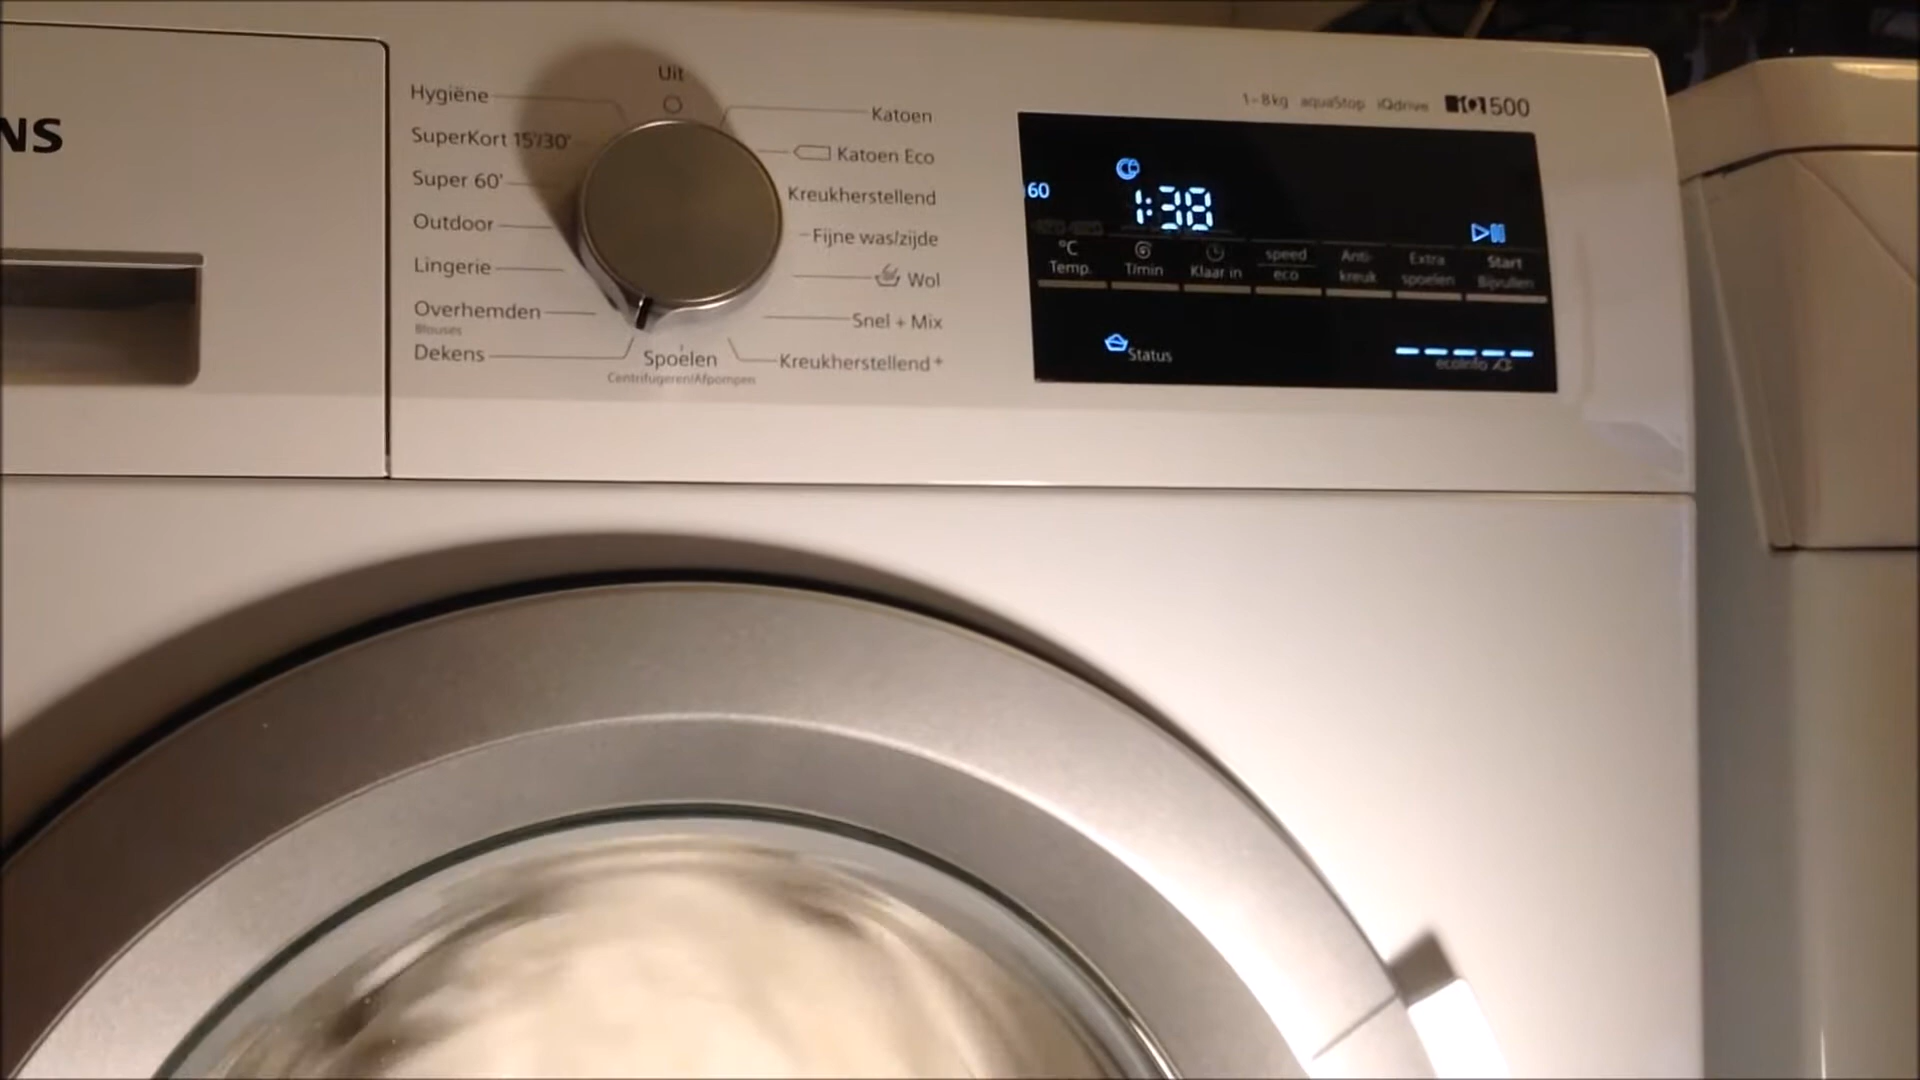 NS
Uit
Hygiëne
SuperKort 15'/30'
Super 60'
Outdoor
Lingerie
Overhemden
Blouses
Dekens
Spoelen
Centrifugeren/Afpompen
Katoen
Katoen Eco
Kreukherstellend
Fijne was/zijde
Wol
Snel + Mix
Kreukherstellend+
1-8kg aquaStop iQdrive iQ500
60
1:38
°C
Temp.
T/min
Klaar in
speed
eco
Anti-
kreuk
Extra
spoelen
Start
Bijvullen
Status
ecoInfo